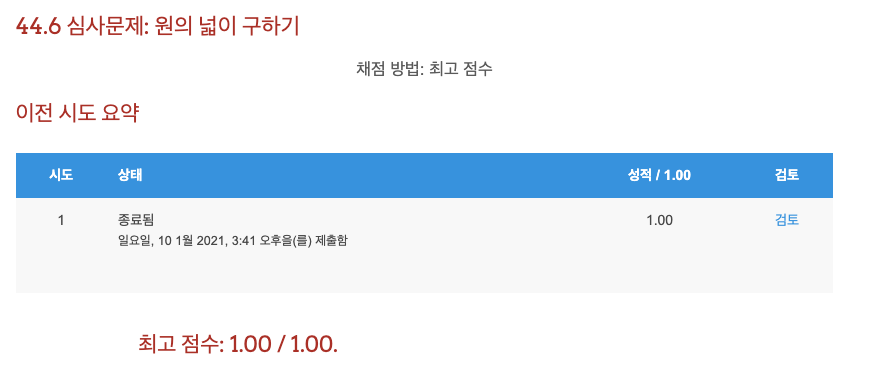 44.6 심사문제: 원의 넓이 구하기
채점 방법: 최고 점수
이전 시도 요약
시도 상태 성적 / 1.00 검토
1 종료됨 1.00 검토
일요일, 10 1월 2021, 3:41 오후을(를) 제출함
최고 점수: 1.00 / 1.00.